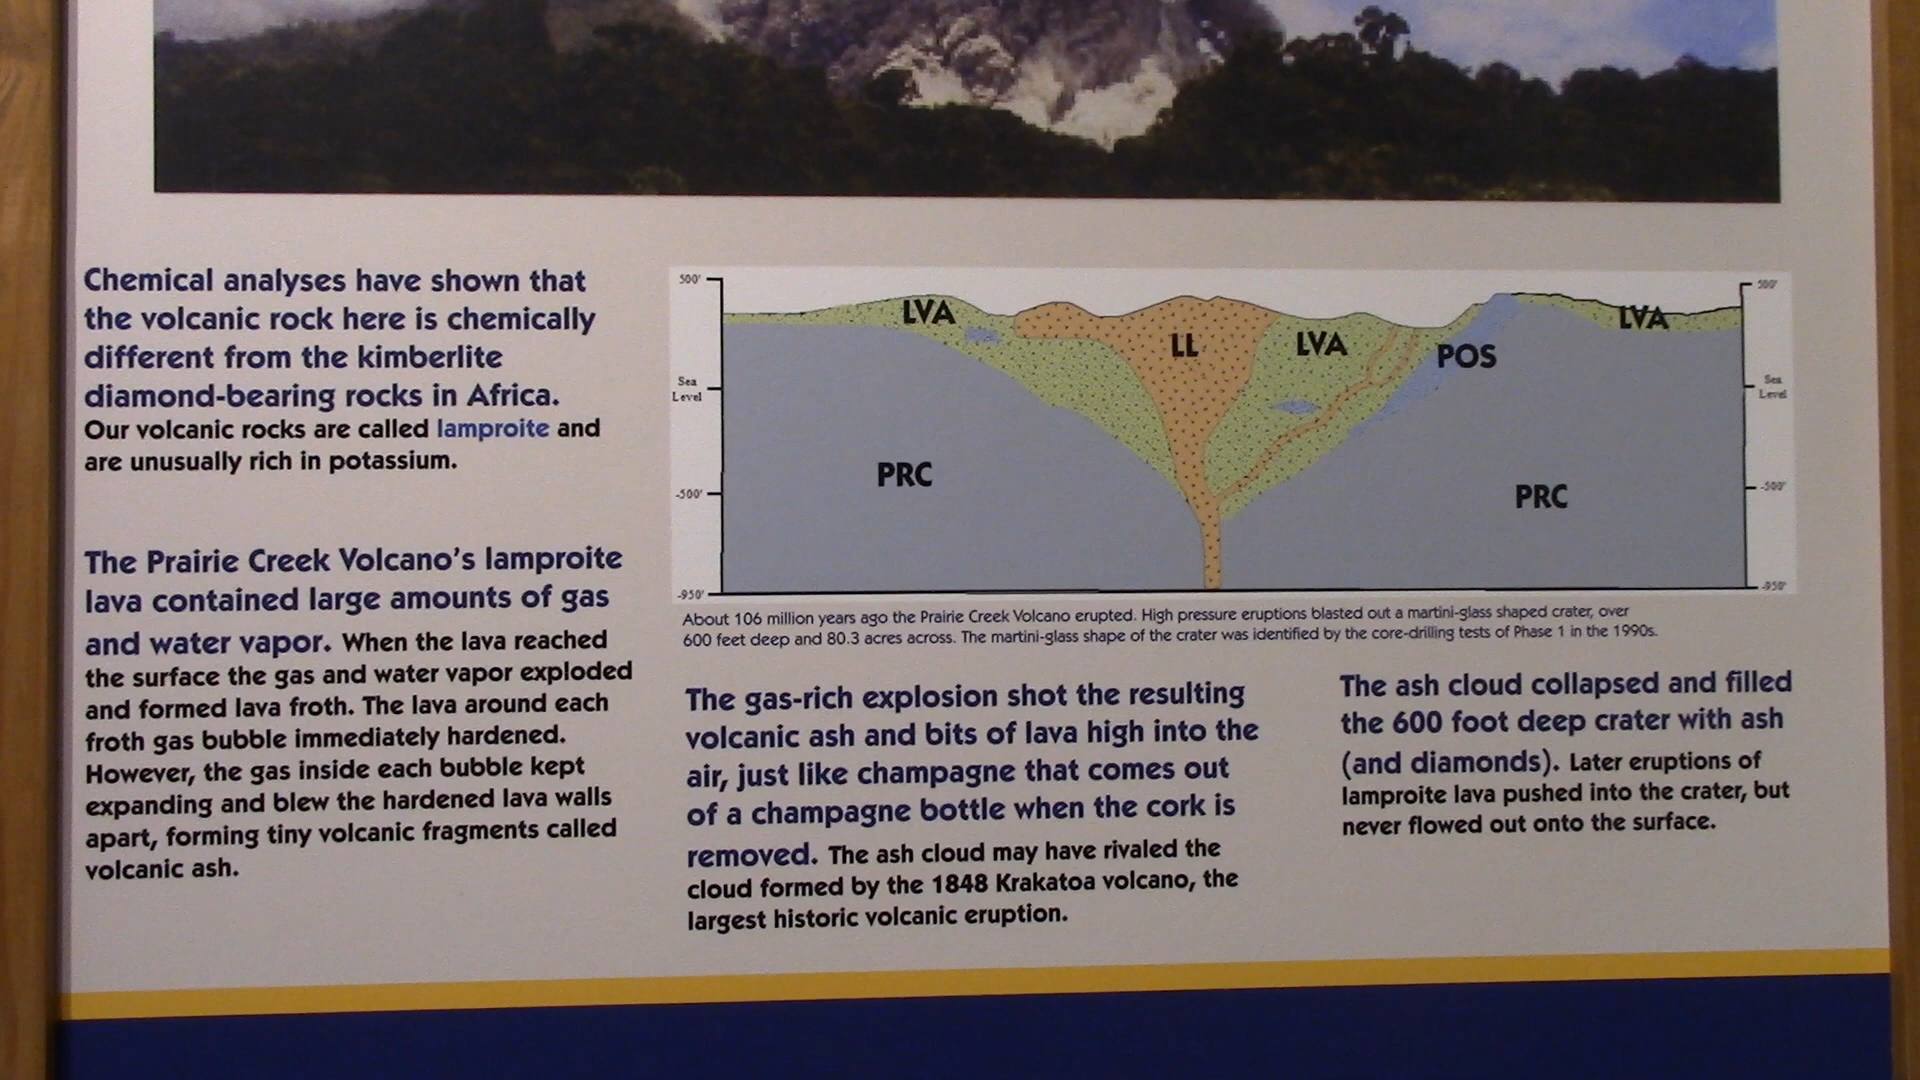 Chemical analyses have shown that
the volcanic rock here is chemically
different from the kimberlite
diamond-bearing rocks in Africa.
Our volcanic rocks are called lamproite and
are unusually rich in potassium.
The Prairie Creek Volcano's lamproite
lava contained large amounts of gas
and water vapor. When the lava reached
the surface the gas and water vapor exploded
and formed lava froth. The lava around each
froth gas bubble immediately hardened.
However, the gas inside each bubble kept
expanding and blew the hardened lava walls
apart, forming tiny volcanic fragments called
volcanic ash.
500'
Sea
Level
-500'
-950'
LVA
LL
LVA
POS
LVA
PRC
PRC
500'
Sea
Level
-500'
-950'
About 106 million years ago the Prairie Creek Volcano erupted. High pressure eruptions blasted out a martini-glass shaped crater, over
600 feet deep and 80.3 acres across. The martini-glass shape of the crater was identified by the core-drilling tests of Phase 1 in the 1990s.
The gas-rich explosion shot the resulting
volcanic ash and bits of lava high into the
air, just like champagne that comes out
of a champagne bottle when the cork is
removed. The ash cloud may have rivaled the
cloud formed by the 1848 Krakatoa volcano, the
largest historic volcanic eruption.
The ash cloud collapsed and filled
the 600 foot deep crater with ash
(and diamonds). Later eruptions of
lamproite lava pushed into the crater, but
never flowed out onto the surface.